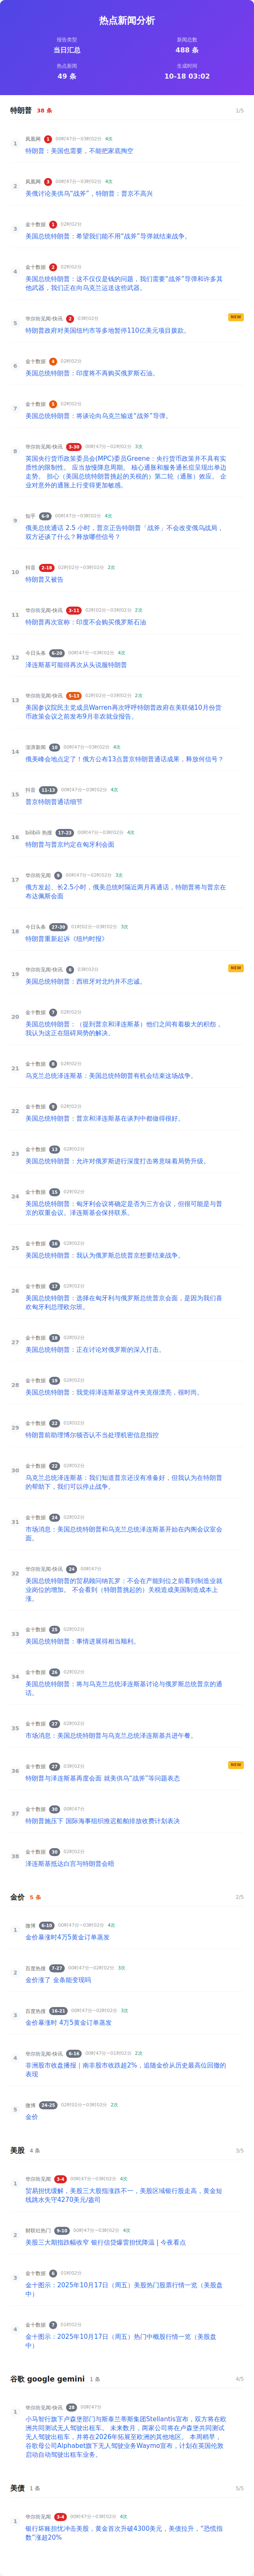 热点新闻分析
报告类型
当日汇总
新闻总数
488 条
热点新闻
49 条
生成时间
10-18 03:02
特朗普 38 条 1/5
1 凤凰网 1 00时47分~03时02分 4次
特朗普：美国也需要，不能把家底掏空
2 凤凰网 3 00时47分~03时02分 4次
美俄讨论美供乌“战斧”，特朗普：普京不高兴
3 金十数据 1 02时02分
美国总统特朗普：希望我们能不用“战斧”导弹就结束战争。
4 金十数据 2 02时02分
美国总统特朗普：这不仅仅是钱的问题，我们需要“战斧”导弹和许多其
他武器，我们正在向乌克兰运送这些武器。
5 华尔街见闻-快讯 2 03时02分 NEW
特朗普政府对美国纽约市等多地暂停110亿美元项目拨款。
6 金十数据 4 02时02分
美国总统特朗普：印度将不再购买俄罗斯石油。
7 金十数据 5 02时02分
美国总统特朗普：将谈论向乌克兰输送“战斧”导弹。
8 华尔街见闻-快讯 3-30 00时47分~02时02分 3次
英国央行货币政策委员会(MPC)委员Greene：央行货币政策并不具有实
质性的限制性。 应当放慢降息周期。 核心通胀和服务通长痘呈现出单边
走势。 担心（美国总统特朗普挑起的关税的）第二轮（通胀）效应。 企
业对意外的通胀上行变得更加敏感。
9 知乎 6-9 00时47分~03时02分 4次
俄美总统通话 2.5 小时，普京正告特朗普「战斧」不会改变俄乌战局，
双方还谈了什么？释放哪些信号？
10 抖音 2-18 02时02分~03时02分 2次
特朗普又被告
11 华尔街见闻-快讯 3-11 02时02分~03时02分 2次
美国总统特朗普再次宣称：印度不会购买俄罗斯石油
12 今日头条 6-20 00时47分~03时02分 4次
泽连斯基可能得再次从头说服特朗普
13 华尔街见闻-快讯 5-13 02时02分~03时02分 2次
美国参议院民主党成员Warren再次呼呼特朗普政府在美联储10月份货
币政策会议之前发布9月非农就业报告。
14 澎湃新闻 10 00时47分~03时02分 4次
俄美峰会地点定了！俄方公布13点普京特朗普通话成果，释放何信号？
15 抖音 11-13 00时47分~03时02分 4次
普京特朗普通话细节
16 bilibili 热搜 17-23 00时47分~03时02分 4次
特朗普与普京约定在匈牙利会面
17 华尔街见闻 9 00时47分~02时02分 3次
俄方发起、长2.5小时，俄美总统时隔近两月再通话，特朗普将与普京在
布达佩斯会面
18 今日头条 27-30 01时02分~03时02分 3次
特朗普重新起诉《纽约时报》
19 华尔街见闻-快讯 6 03时02分 NEW
美国总统特朗普：西班牙对北约并不忠诚。
20 金十数据 7 02时02分
美国总统特朗普：（提到普京和泽连斯基）他们之间有着极大的积怨，
我认为这正在阻碍局势的解决。
21 金十数据 8 02时02分
乌克兰总统泽连斯基：美国总统特朗普有机会结束这场战争。
22 金十数据 9 02时02分
美国总统特朗普：普京和泽连斯基在谈判中都做得很好。
23 金十数据 13 02时02分
美国总统特朗普：允许对俄罗斯进行深度打击将意味着局势升级。
24 金十数据 15 02时02分
美国总统特朗普：匈牙利会议将确定是否为三方会议，但很可能是与普
京的双重会议。泽连斯基会保持联系。
25 金十数据 16 02时02分
美国总统特朗普：我认为俄罗斯总统普京想要结束战争。
26 金十数据 17 02时02分
美国总统特朗普：选择在匈牙利与俄罗斯总统普京会面，是因为我们喜
欢匈牙利总理欧尔班。
27 金十数据 18 02时02分
美国总统特朗普：正在讨论对俄罗斯的深入打击。
28 金十数据 19 02时02分
美国总统特朗普：我觉得泽连斯基穿这件夹克很漂亮，很时尚。
29 金十数据 22 02时02分
特朗普前助理博尔顿否认不当处理机密信息指控
30 金十数据 22 02时02分
乌克兰总统泽连斯基：我们知道普京还没有准备好，但我认为在特朗普
的帮助下，我们可以停止战争。
31 金十数据 24 02时02分
市场消息：美国总统特朗普和乌克兰总统泽连斯基开始在内阁会议室会
面。
32 华尔街见闻-快讯 24 00时47分
美国总统特朗普的贸易顾问纳瓦罗：不会在产能到位之前看到制造业就
业岗位的增加。 不会看到（特朗普挑起的）关税造成美国制造成本上
涨。
33 金十数据 25 02时02分
美国总统特朗普：事情进展得相当顺利。
34 金十数据 26 02时02分
美国总统特朗普：将与乌克兰总统泽连斯基讨论与俄罗斯总统普京的通
话。
35 金十数据 27 02时02分
市场消息：美国总统特朗普与乌克兰总统泽连斯基共进午餐。
36 金十数据 27 03时02分 NEW
特朗普与泽连斯基再度会面 就美供乌“战斧”等问题表态
37 金十数据 30 00时47分
特朗普施压下 国际海事组织推迟船舶排放收费计划表决
38 金十数据 30 02时02分
泽连斯基抵达白宫与特朗普会晤
金价 5 条 2/5
1 微博 6-10 00时47分~03时02分 4次
金价暴涨时4万5黄金订单蒸发
2 百度热搜 7-27 00时47分~03时02分 3次
金价涨了 金条能变现吗
3 百度热搜 16-21 00时47分~02时02分 3次
金价暴涨时 4万5黄金订单蒸发
4 华尔街见闻-快讯 6-16 00时47分~01时02分 2次
非洲股市收盘播报｜南非股市收跌超2%，追随金价从历史最高位回撤的
表现
5 微博 24-25 02时02分~03时02分 2次
金价
美股 4 条 3/5
1 华尔街见闻 3-4 00时47分~03时02分 4次
贸易担忧缓解，美股三大股指涨跌不一，美股区域银行股走高，黄金短
线跳水失守4270美元/盎司
2 财联社热门 9-10 00时47分~03时02分 4次
美股三大期指跌幅收窄 银行信贷爆雷担忧降温 | 今夜看点
3 金十数据 6 02时02分
金十图示：2025年10月17日（周五）美股热门股票行情一览（美股盘
中）
4 金十数据 7 01时02分
金十图示：2025年10月17日（周五）热门中概股行情一览（美股盘
中）
谷歌 google gemini 1 条 4/5
1 华尔街见闻-快讯 28 00时47分
小马智行旗下卢森堡部门与斯泰兰蒂斯集团Stellantis宣布，双方将在欧
洲共同测试无人驾驶出租车。 未来数月，两家公司将在卢森堡共同测试
无人驾驶出租车，并将在2026年拓展至欧洲的其他城市。 本周稍早，
谷歌母公司Alphabet旗下无人驾驶业务Waymo宣布，计划在英国伦敦
启动自动驾驶出租车业务。
美债 1 条 5/5
1 华尔街见闻 3-4 00时47分~03时02分 4次
银行坏账担忧冲击美股，黄金首次升破4300美元，美债拉升，“恐慌指
数”涨超20%